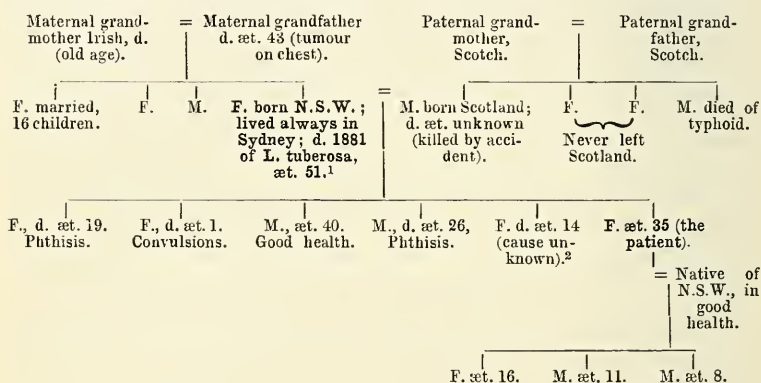 Maternal grand-
mother Irish, d.
(old age).
=
Maternal grandfather
d. æt. 43 (tumour
on chest).
Paternal grand-
mother,
Scotch.
=
Paternal grand-
father,
Scotch.
F. married,
16 children.
F.
M.
F. born N.S.W.;
lived always in
Sydney; d. 1881
of L. tuberosa,
æt. 51.¹
=
M. born Scotland;
d. æt. unknown
(killed by acci-
dent).
F.
F.
Never left
Scotland.
M. died of
typhoid.
F., d. æt. 19.
Phthisis.
F., d. æt. 1.
Convulsions.
M., æt. 40.
Good health.
M., d. æt. 26,
Phthisis.
F. d. æt. 14
(cause un-
known).²
F. æt. 35 (the
patient).
= Native of
N.S.W., in
good
health.
F. æt. 16.
M. æt. 11.
M. æt. 8.